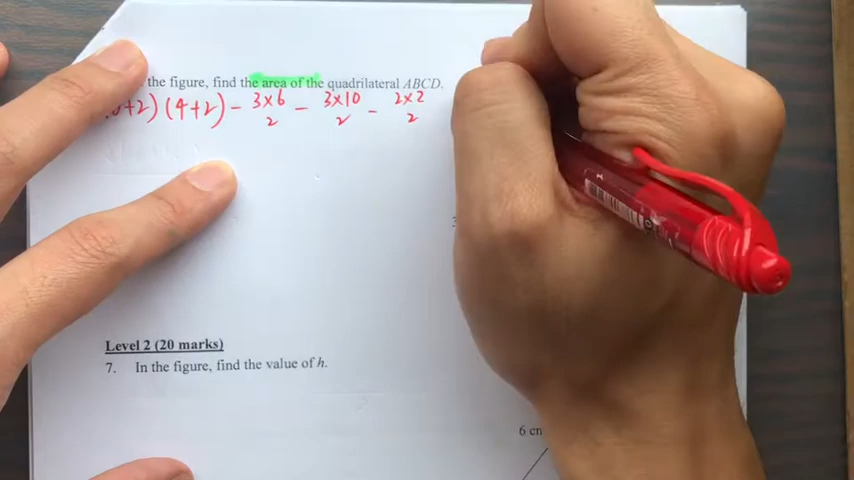 the figure, find the area of the quadrilateral ABCD.
+2) (4+2) - 3×6/2 - 3×10/2 - 2×2/2
Level 2 (20 marks)
7. In the figure, find the value of h.
6 cm